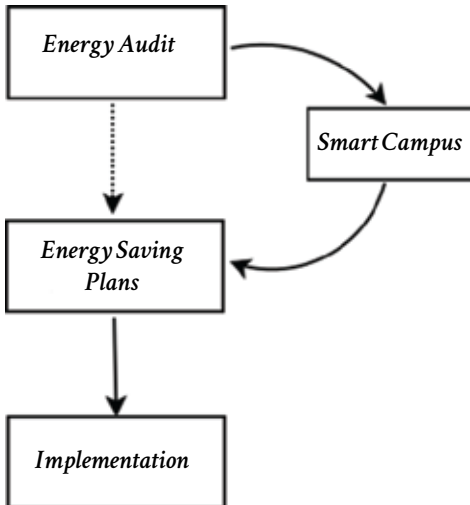 Energy Audit
Smart Campus
Energy Saving
Plans
Implementation